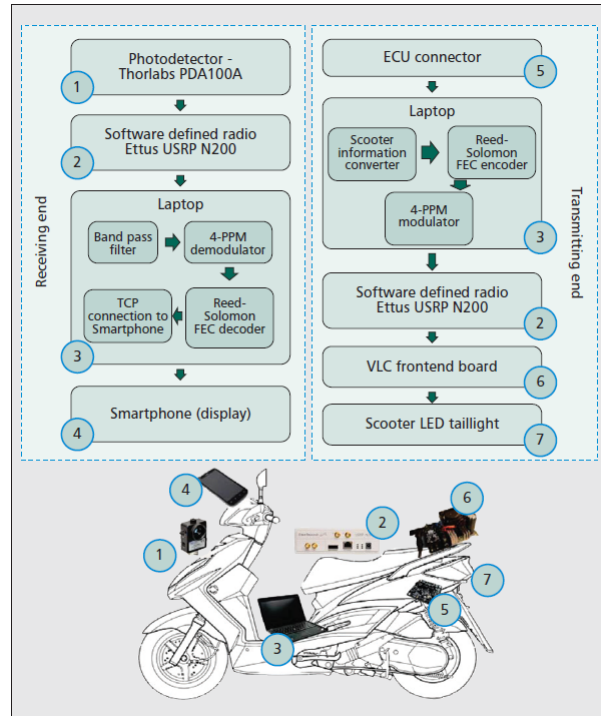 Photodetector -
Thorlabs PDA100A
1
Software defined radio
Ettus USRP N200
2
Laptop
Band pass
filter
4-PPM
demodulator
TCP
connection to
Smartphone
Reed-
Solomon
FEC decoder
3
Smartphone (display)
4
Receiving end
ECU connector
5
Laptop
Scooter
information
converter
Reed-
Solomon
FEC encoder
4-PPM
modulator
3
Software defined radio
Ettus USRP N200
2
VLC frontend board
6
Scooter LED taillight
7
Transmitting end
4
1
2
6
7
5
3